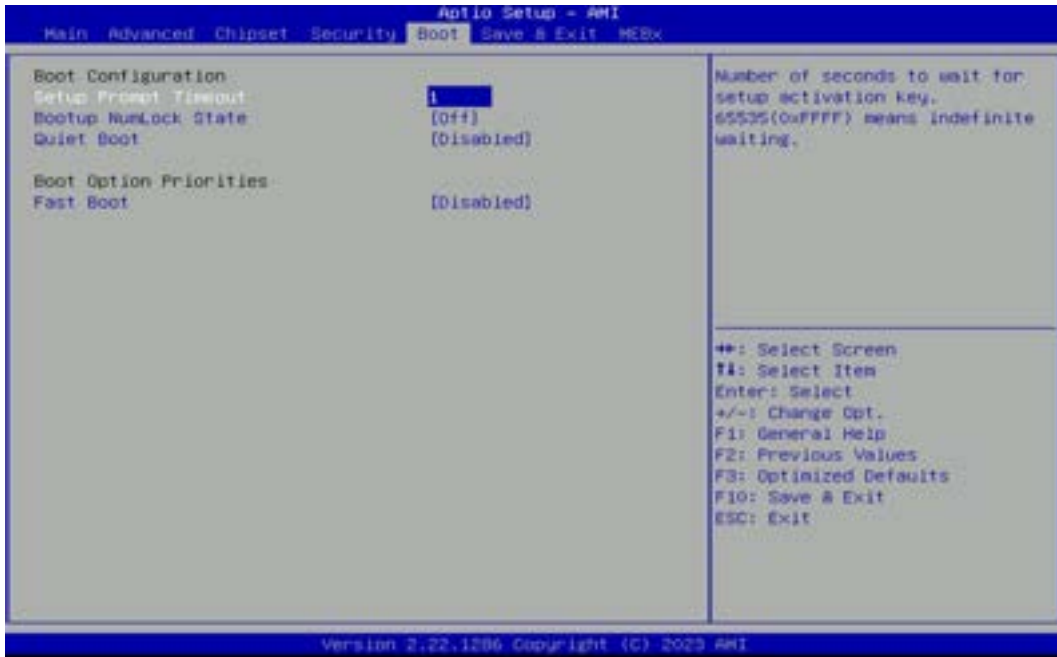 Aptio Setup - AMI
Main Advanced Chipset Security Boot Save & Exit MEBx
Boot Configuration
Setup Prompt Timeout 1
Bootup NumLock State [Off]
Quiet Boot [Disabled]
Boot Option Priorities
Fast Boot [Disabled]
Number of seconds to wait for
setup activation key.
65535(0xFFFF) means indefinite
waiting.
→←: Select Screen
↑↓: Select Item
Enter: Select
+/-: Change Opt.
F1: General Help
F2: Previous Values
F3: Optimized Defaults
F10: Save & Exit
ESC: Exit
Version 2.22.1286 Copyright (C) 2023 AMI